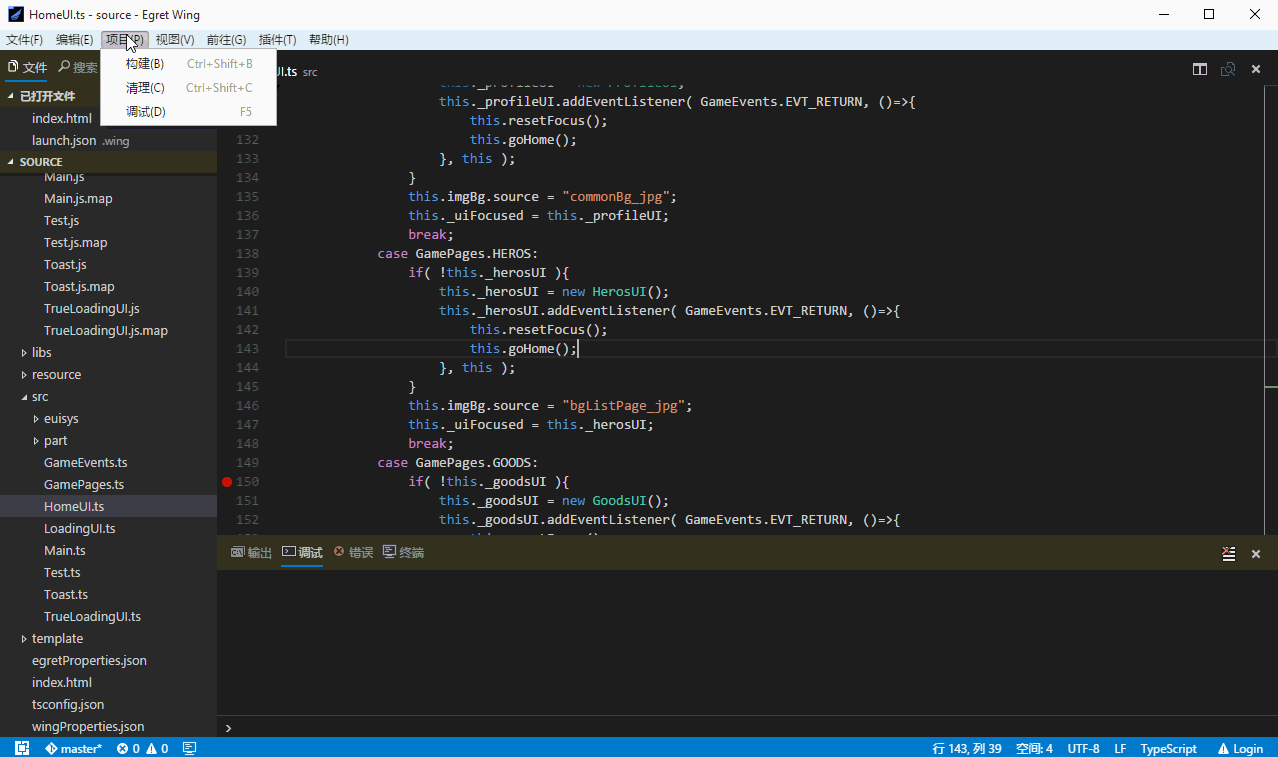 HomeUI.ts - source - Egret Wing
文件(F) 编辑(E) 项目(P) 视图(V) 前往(G) 插件(T) 帮助(H)
构建(B) Ctrl+Shift+B
清理(C) Ctrl+Shift+C
调试(D) F5
文件 搜索
UI.ts src
已打开文件
index.html
launch.json .wing
SOURCE
Main.js
Main.js.map
Test.js
Test.js.map
Toast.js
Toast.js.map
TrueLoadingUI.js
TrueLoadingUI.js.map
libs
resource
src
euisys
part
GameEvents.ts
GamePages.ts
HomeUI.ts
LoadingUI.ts
Main.ts
Test.ts
Toast.ts
TrueLoadingUI.ts
template
egretProperties.json
index.html
tsconfig.json
wingProperties.json
this._profileUI = new ProfileUI;
this._profileUI.addEventListener( GameEvents.EVT_RETURN, ()=>{
this.resetFocus();
132 this.goHome();
133 }, this );
134 }
135 this.imgBg.source = "commonBg_jpg";
136 this._uiFocused = this._profileUI;
137 break;
138 case GamePages.HEROS:
139 if( !this._herosUI ){
140 this._herosUI = new HerosUI();
141 this._herosUI.addEventListener( GameEvents.EVT_RETURN, ()=>{
142 this.resetFocus();
143 this.goHome();
144 }, this );
145 }
146 this.imgBg.source = "bgListPage_jpg";
147 this._uiFocused = this._herosUI;
148 break;
149 case GamePages.GOODS:
150 if( !this._goodsUI ){
151 this._goodsUI = new GoodsUI();
152 this._goodsUI.addEventListener( GameEvents.EVT_RETURN, ()=>{
输出 调试 错误 终端
master* 0 0 行 143, 列 39 空间: 4 UTF-8 LF TypeScript Login